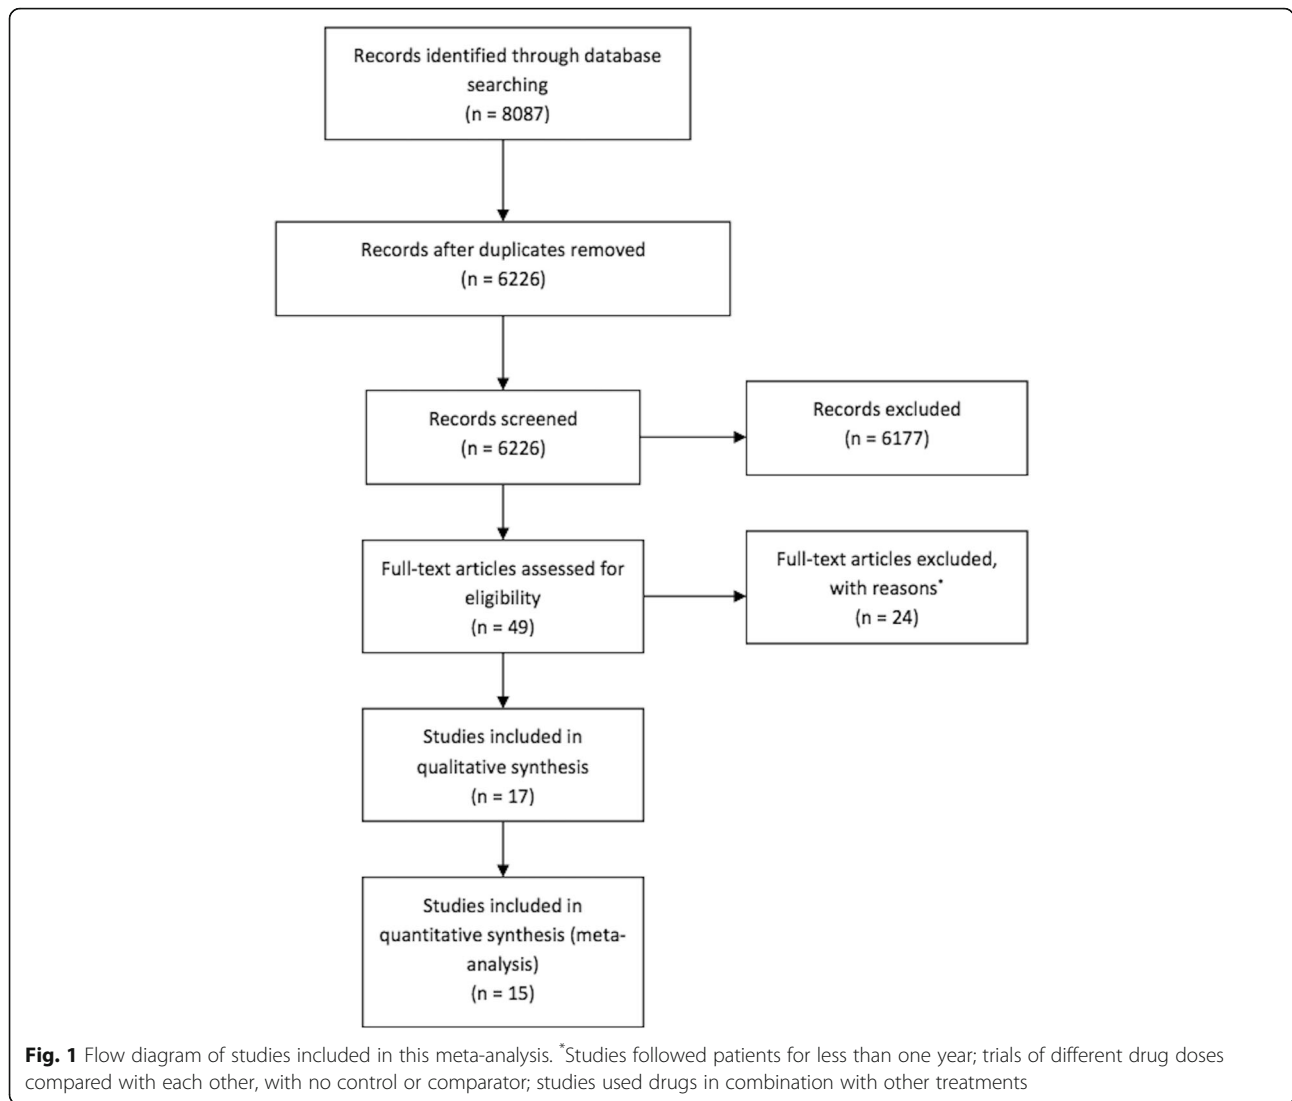 Records identified through database
searching
(n = 8087)
Records after duplicates removed
(n = 6226)
Records screened
(n = 6226)
Records excluded
(n = 6177)
Full-text articles assessed for
eligibility
(n = 49)
Full-text articles excluded,
with reasons*
(n = 24)
Studies included in
qualitative synthesis
(n = 17)
Studies included in
quantitative synthesis (meta-
analysis)
(n = 15)
Fig. 1 Flow diagram of studies included in this meta-analysis. *Studies followed patients for less than one year; trials of different drug doses
compared with each other, with no control or comparator; studies used drugs in combination with other treatments